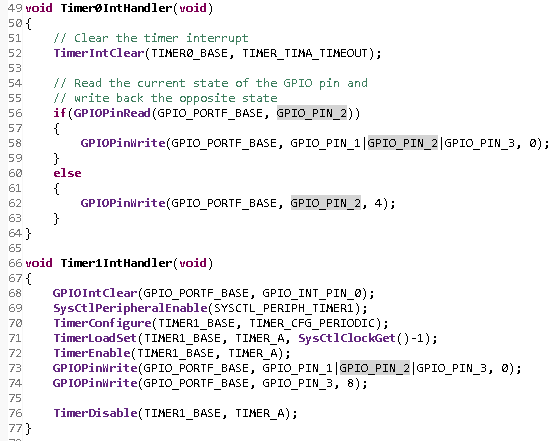 49 void Timer0IntHandler(void)
50 {
51 // Clear the timer interrupt
52 TimerIntClear(TIMER0_BASE, TIMER_TIMA_TIMEOUT);
53
54 // Read the current state of the GPIO pin and
55 // write back the opposite state
56 if(GPIOPinRead(GPIO_PORTF_BASE, GPIO_PIN_2))
57 {
58 GPIOPinWrite(GPIO_PORTF_BASE, GPIO_PIN_1|GPIO_PIN_2|GPIO_PIN_3, 0);
59 }
60 else
61 {
62 GPIOPinWrite(GPIO_PORTF_BASE, GPIO_PIN_2, 4);
63 }
64 }
65
66 void Timer1IntHandler(void)
67 {
68 GPIOIntClear(GPIO_PORTF_BASE, GPIO_INT_PIN_0);
69 SysCtlPeripheralEnable(SYSCTL_PERIPH_TIMER1);
70 TimerConfigure(TIMER1_BASE, TIMER_CFG_PERIODIC);
71 TimerLoadSet(TIMER1_BASE, TIMER_A, SysCtlClockGet()-1);
72 TimerEnable(TIMER1_BASE, TIMER_A);
73 GPIOPinWrite(GPIO_PORTF_BASE, GPIO_PIN_1|GPIO_PIN_2|GPIO_PIN_3, 0);
74 GPIOPinWrite(GPIO_PORTF_BASE, GPIO_PIN_3, 8);
75
76 TimerDisable(TIMER1_BASE, TIMER_A);
77 }